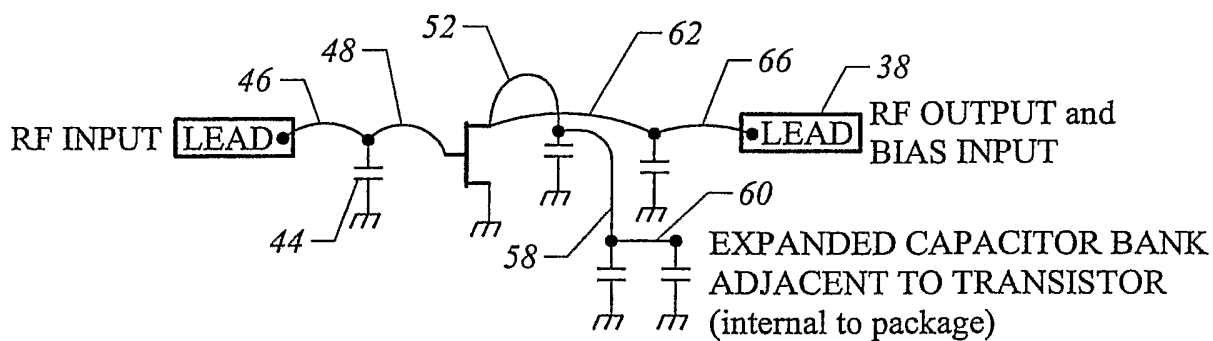 52
62
48
66
38
46
RF INPUT
LEAD
LEAD
RF OUTPUT and
BIAS INPUT
44
58
60
EXPANDED CAPACITOR BANK
ADJACENT TO TRANSISTOR
(internal to package)